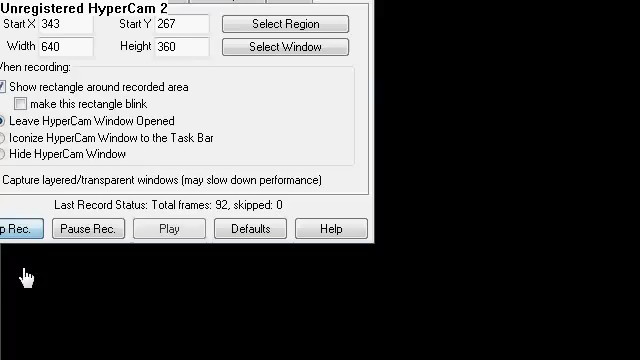 Unregistered HyperCam 2
Start X 343 Start Y 267 Select Region
Width 640 Height 360 Select Window
When recording:
Show rectangle around recorded area
make this rectangle blink
Leave HyperCam Window Opened
Iconize HyperCam Window to the Task Bar
Hide HyperCam Window
Capture layered/transparent windows (may slow down performance)
Last Record Status: Total frames: 92, skipped: 0
p Rec. Pause Rec. Play Defaults Help